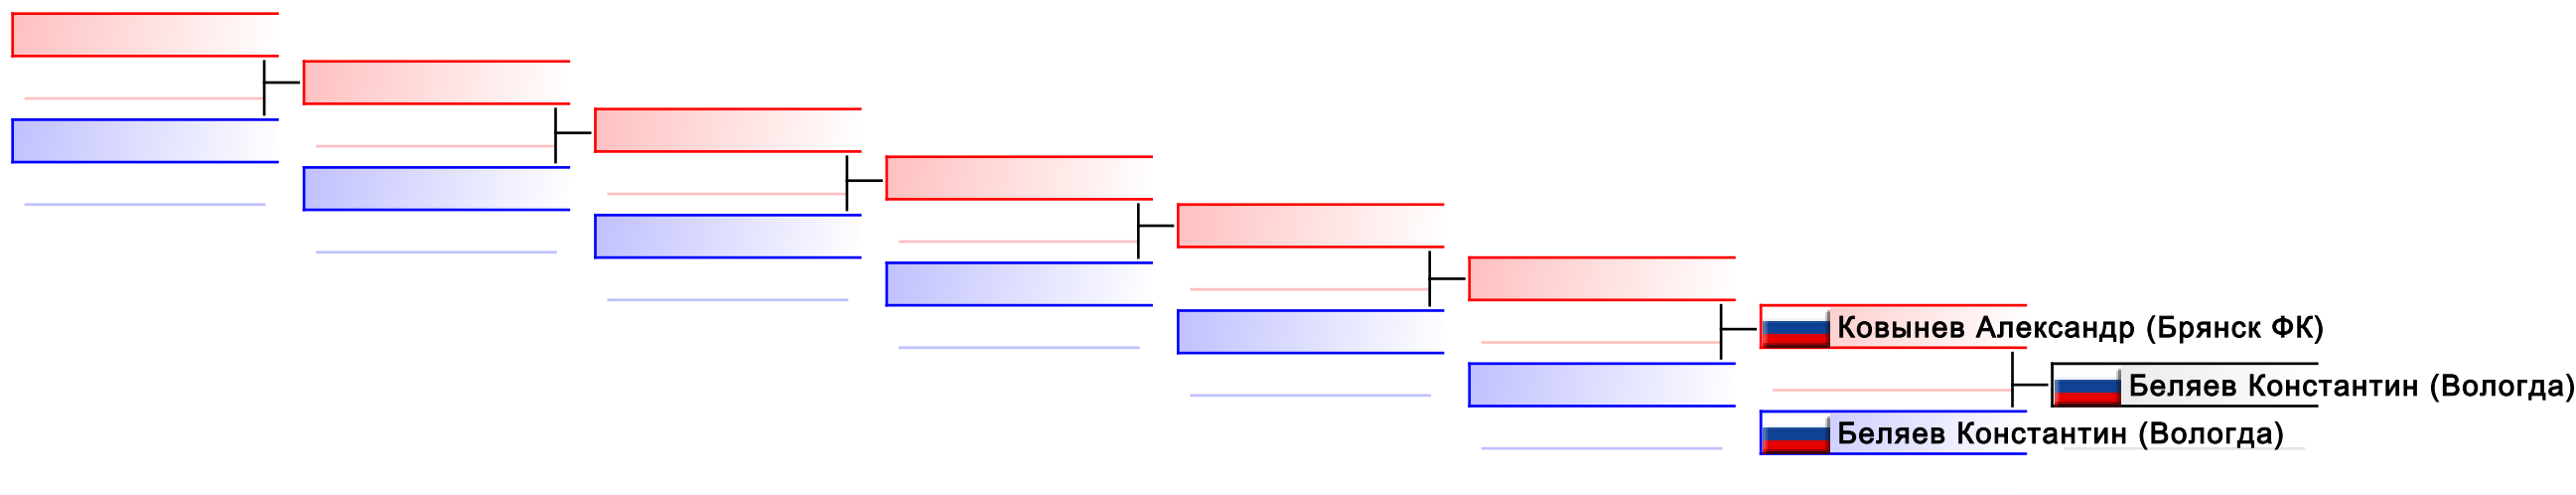 Ковынев Александр (Брянск ФК)
Беляев Константин (Вологда)
Беляев Константин (Вологда)